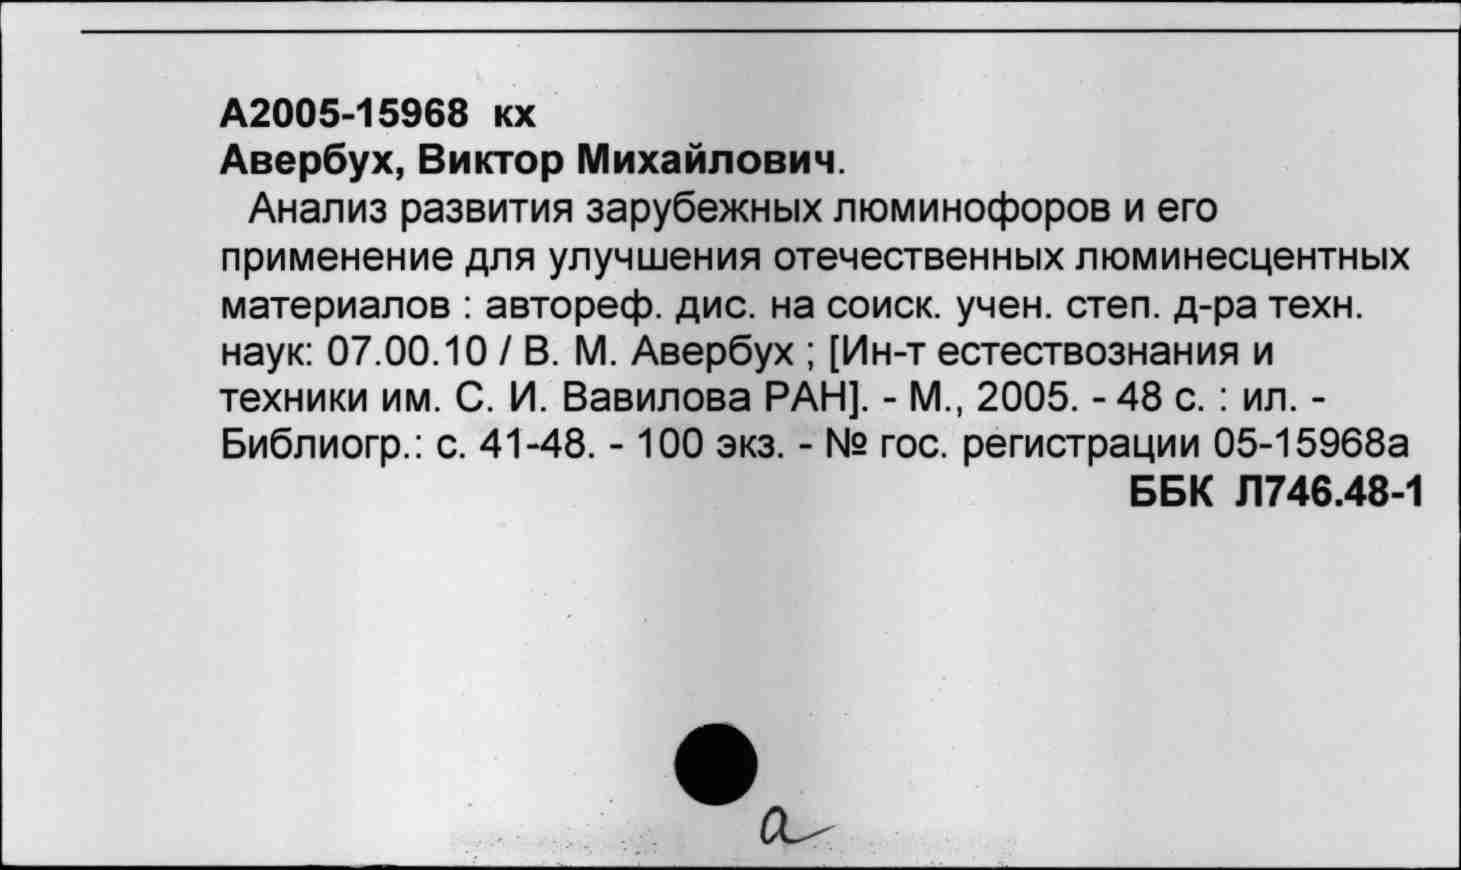 А2005-15968 кх
Авербух, Виктор Михайлович.
Анализ развития зарубежных люминофоров и его
применение для улучшения отечественных люминесцентных
материалов : автореф. дис. на соиск. учен. степ. д-ра техн.
наук: 07.00.10 / В. М. Авербух ; [Ин-т естествознания и
техники им. С. И. Вавилова РАН]. - М., 2005. - 48 с. : ил. -
Библиогр.: с. 41-48. - 100 экз. - № гос. регистрации 05-15968а
ББК Л746.48-1
а